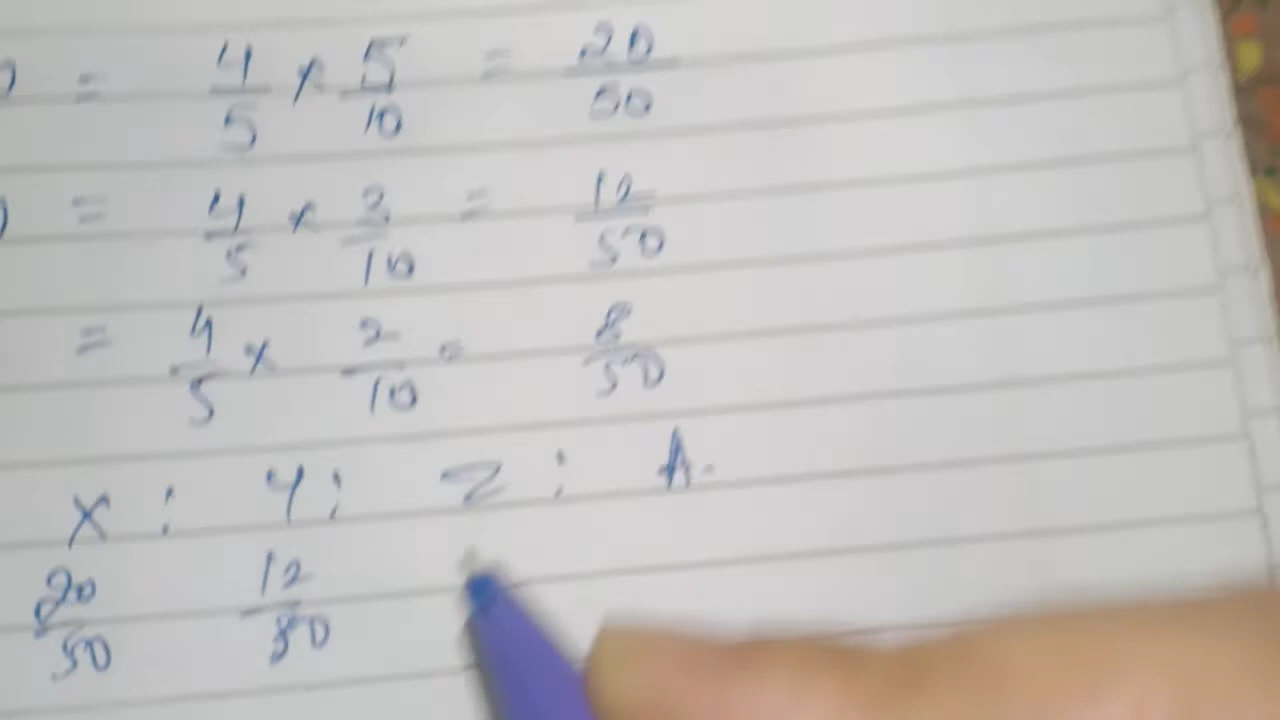 ) = 4/5 × 5/10 = 20/50
) = 4/5 × 3/10 = 12/50
= 4/5 × 2/10 = 8/50
X : Y : Z : A.
20/50 12/50